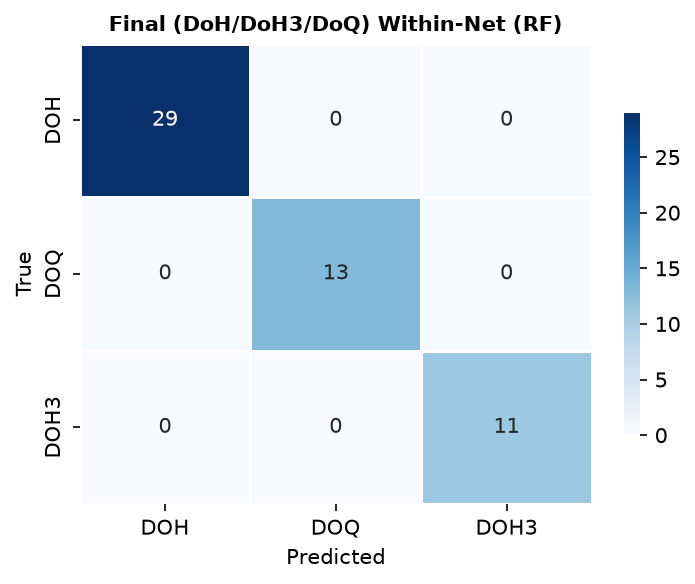 Final (DoH/DoH3/DoQ) Within-Net (RF)
True
DOH
29 0 0
DOQ
0 13 0
DOH3
0 0 11
DOH DOQ DOH3
Predicted
25
20
15
10
5
0